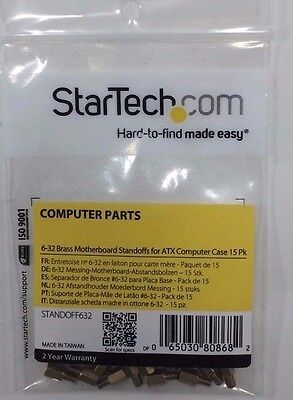 StarTech.com
Hard-to-find made easy®
COMPUTER PARTS
6-32 Brass Motherboard Standoffs for ATX Computer Case 15 Pk
FR: Entretoise nº 6-32 en laiton pour carte mère - Paquet de 15
DE: 6-32 Messing-Motherboard-Abstandsbolzen – 15 Stk.
ES: Separador de Bronce #6-32 para Placa Base - Pack de 15
NL: 6-32 Afstandhouder Moederbord Messing - 15 stuks
PT: Suporte de Placa-Mãe de Latão #6-32 - Pack de 15
IT: Distanziale scheda madre in ottone 6-32 - 15 pz.
STANDOFF632
MADE IN TAIWAN
2 Year Warranty
Scan for specs
DP 0 65030 80868 2
www.startech.com/support
ISO 9001